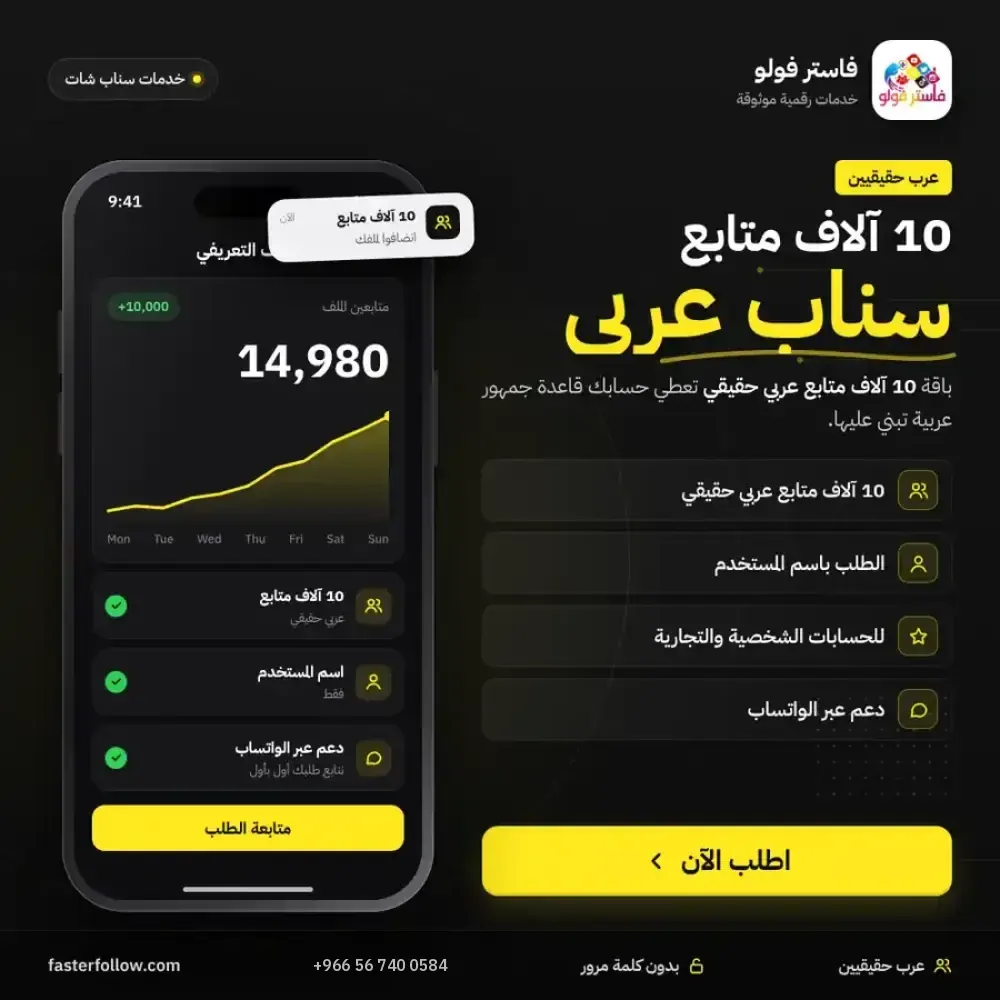 فاستر فولو
فاستر فولو
خدمات رقمية موثوقة
خدمات سناب شات
عرب حقيقيين
10 آلاف متابع
سناب عربي
باقة 10 آلاف متابع عربي حقيقي تعطي حسابك قاعدة جمهور
عربية تبني عليها.
10 آلاف متابع عربي حقيقي
الطلب باسم المستخدم
للحسابات الشخصية والتجارية
دعم عبر الواتساب
اطلب الآن
9:41
10 آلاف متابع
الآن
انضافوا لملفك
التعريفي
متابعين الملف
+10,000
14,980
Mon Tue Wed Thu Fri Sat Sun
10 آلاف متابع
عربي حقيقي
اسم المستخدم
فقط
دعم عبر الواتساب
نتابع طلبك أول بأول
متابعة الطلب
عرب حقيقيين
بدون كلمة مرور
+966 56 740 0584
fasterfollow.com